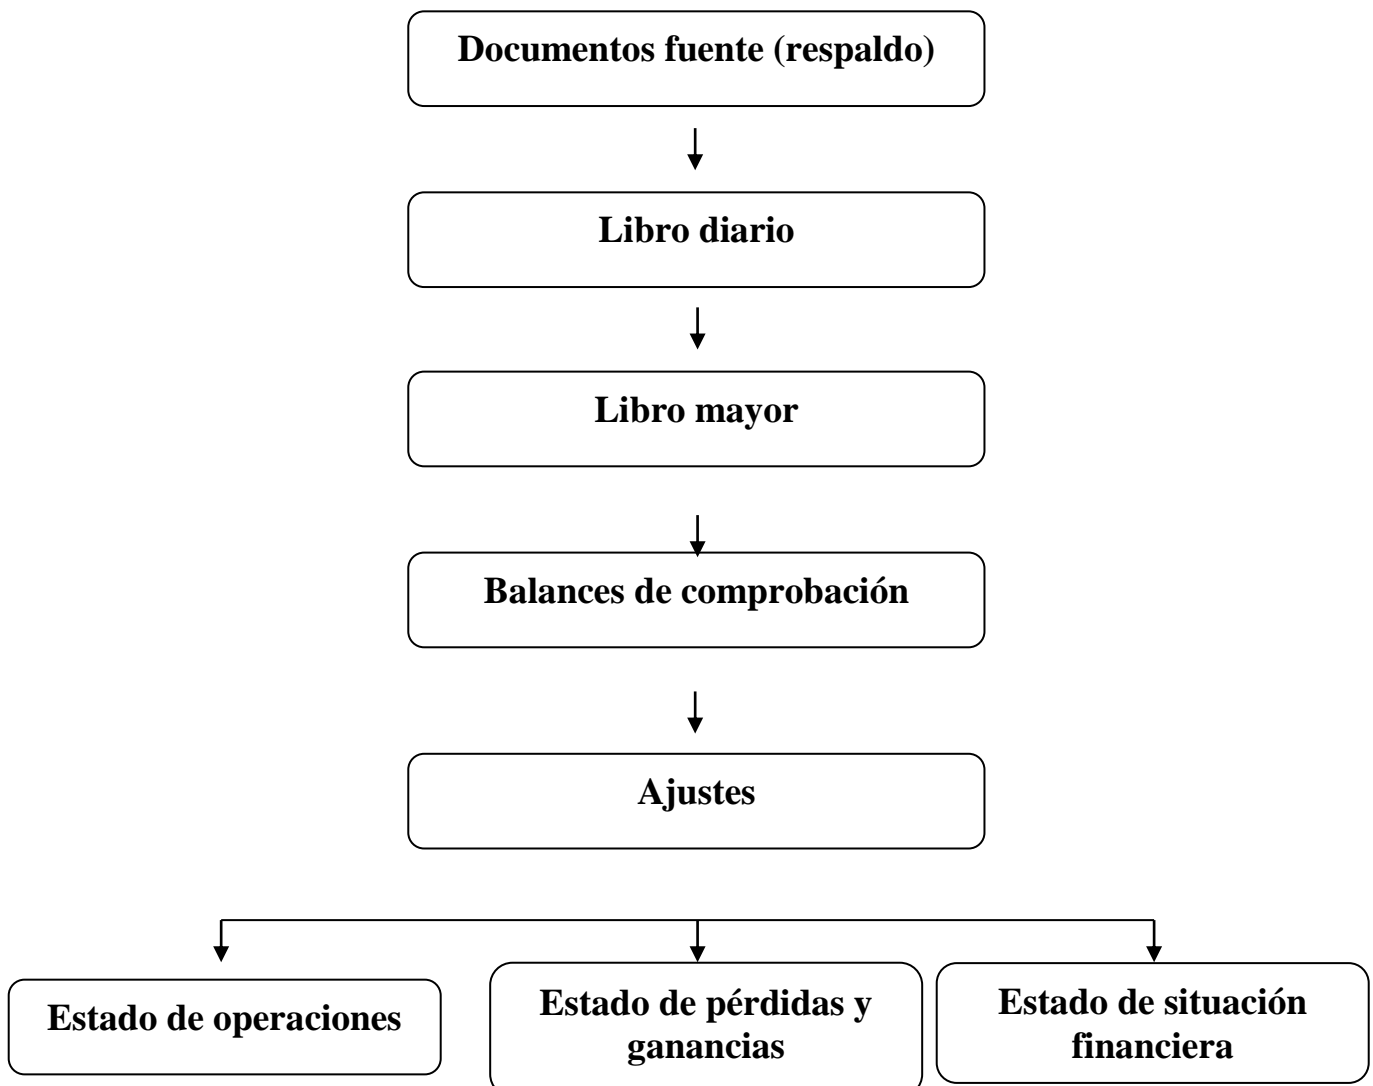 Documentos fuente (respaldo)
Libro diario
Libro mayor
Balances de comprobación
Ajustes
Estado de operaciones
Estado de pérdidas y
ganancias
Estado de situación
financiera